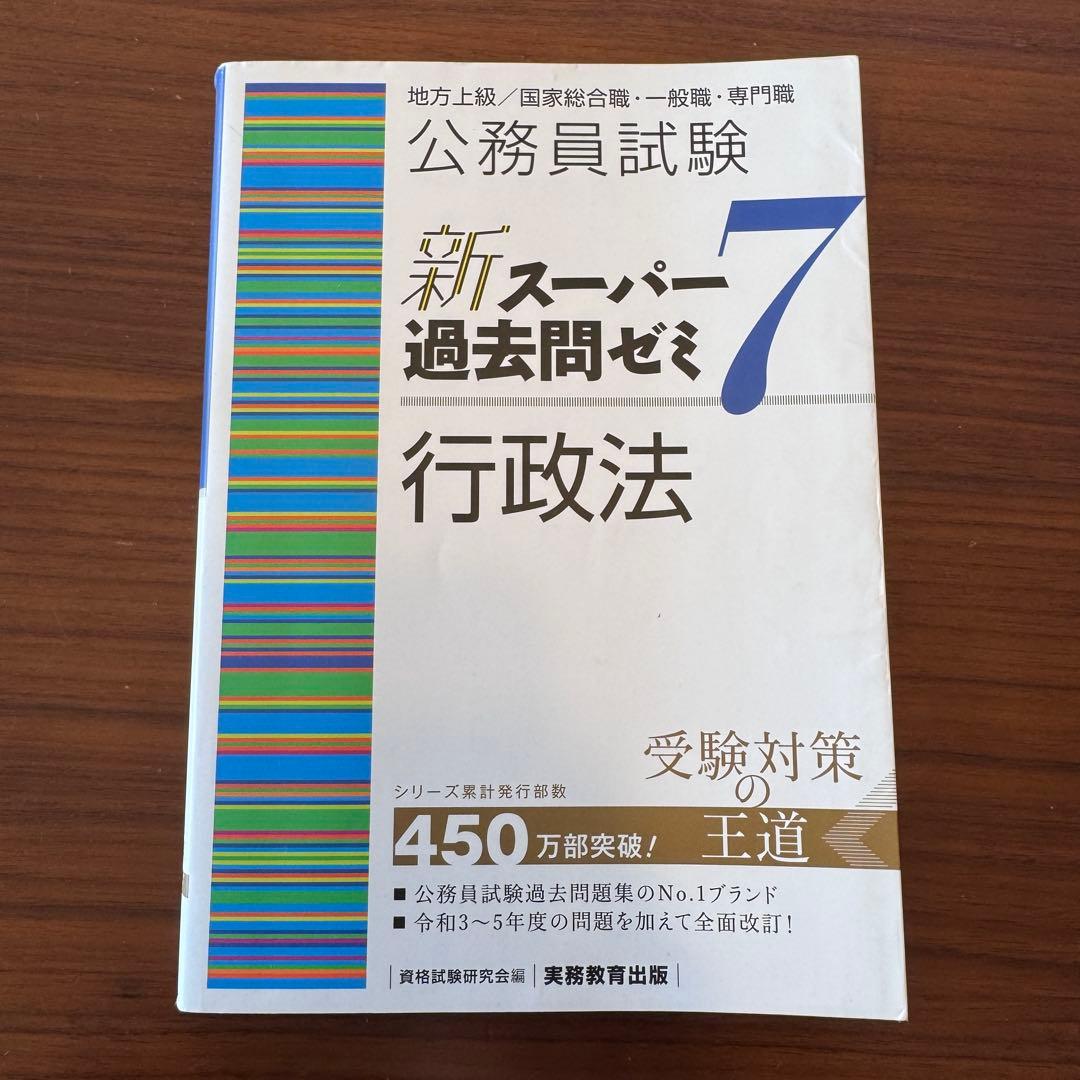 地方上級／国家総合職・一般職・専門職
公務員試験
新スーパー
過去問ゼミ7
行政法
受験対策
の
王道
シリーズ累計発行部数
450万部突破!
■ 公務員試験過去問題集のNo.1ブランド
■ 令和3〜5年度の問題を加えて全面改訂!
|資格試験研究会編|実務教育出版|